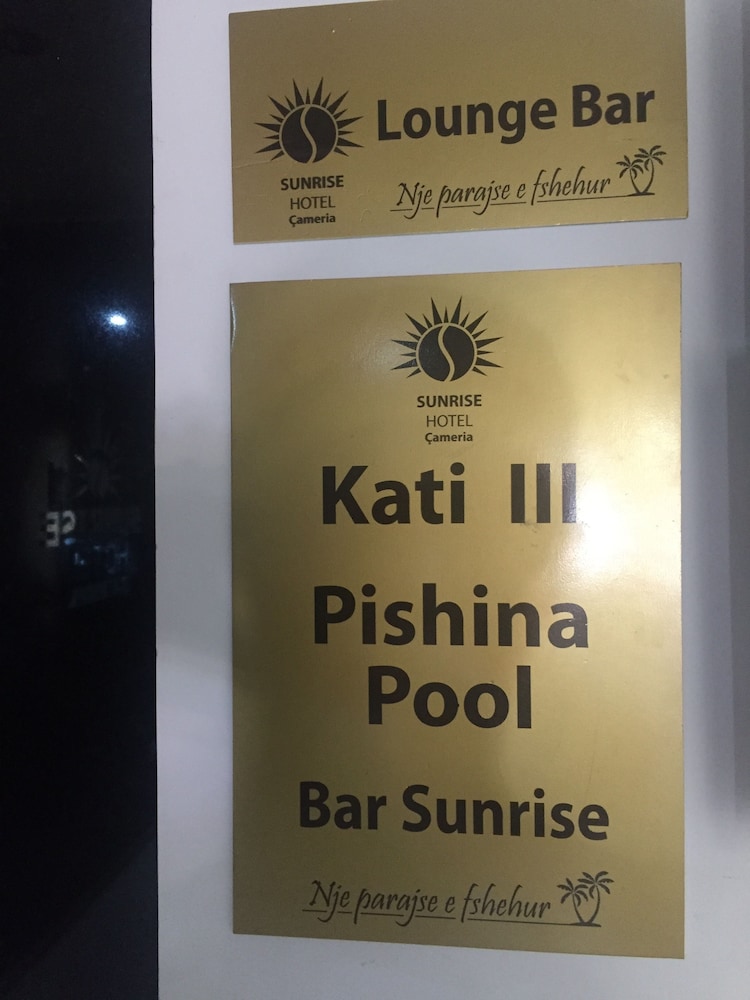 Lounge Bar
SUNRISE
HOTEL
Çameria
Nje parajse e fshehur
SUNRISE
HOTEL
Çameria
Kati III
Pishina
Pool
Bar Sunrise
Nje parajse e fshehur